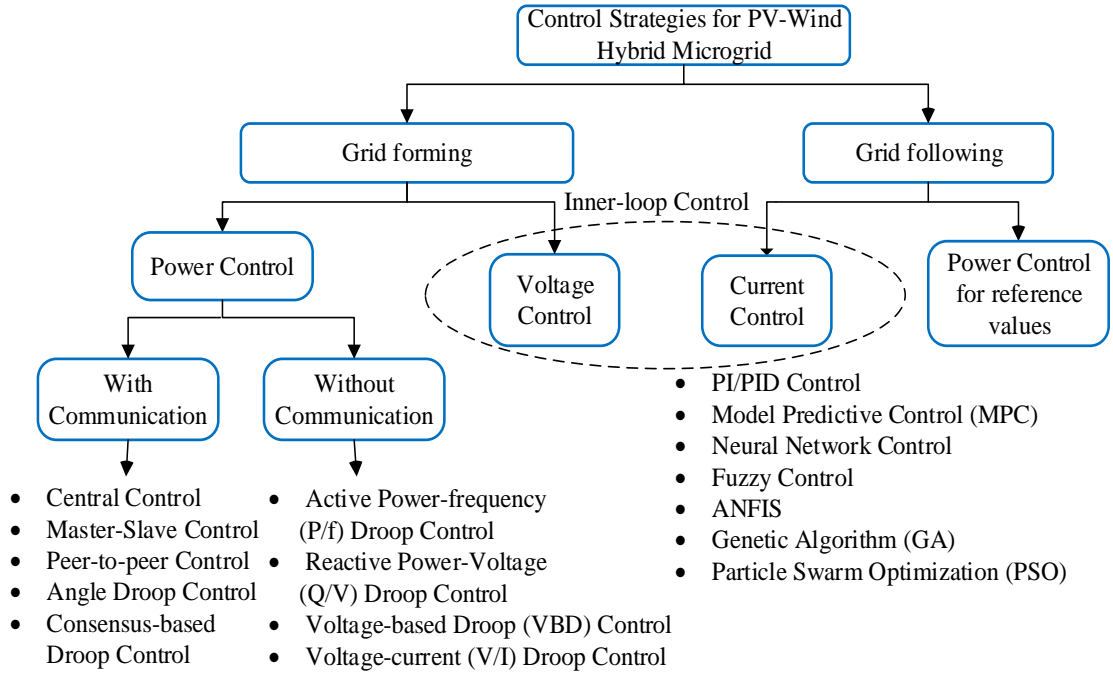 Control Strategies for PV-Wind
Hybrid Microgrid
Grid forming
Grid following
Inner-loop Control
Power Control
Voltage
Control
Current
Control
Power Control
for reference
values
With
Communication
Without
Communication
• Central Control
• Master-Slave Control
• Peer-to-peer Control
• Angle Droop Control
• Consensus-based
Droop Control
• Active Power-frequency
(P/f) Droop Control
• Reactive Power-Voltage
(Q/V) Droop Control
• Voltage-based Droop (VBD) Control
• Voltage-current (V/I) Droop Control
• PI/PID Control
• Model Predictive Control (MPC)
• Neural Network Control
• Fuzzy Control
• ANFIS
• Genetic Algorithm (GA)
• Particle Swarm Optimization (PSO)